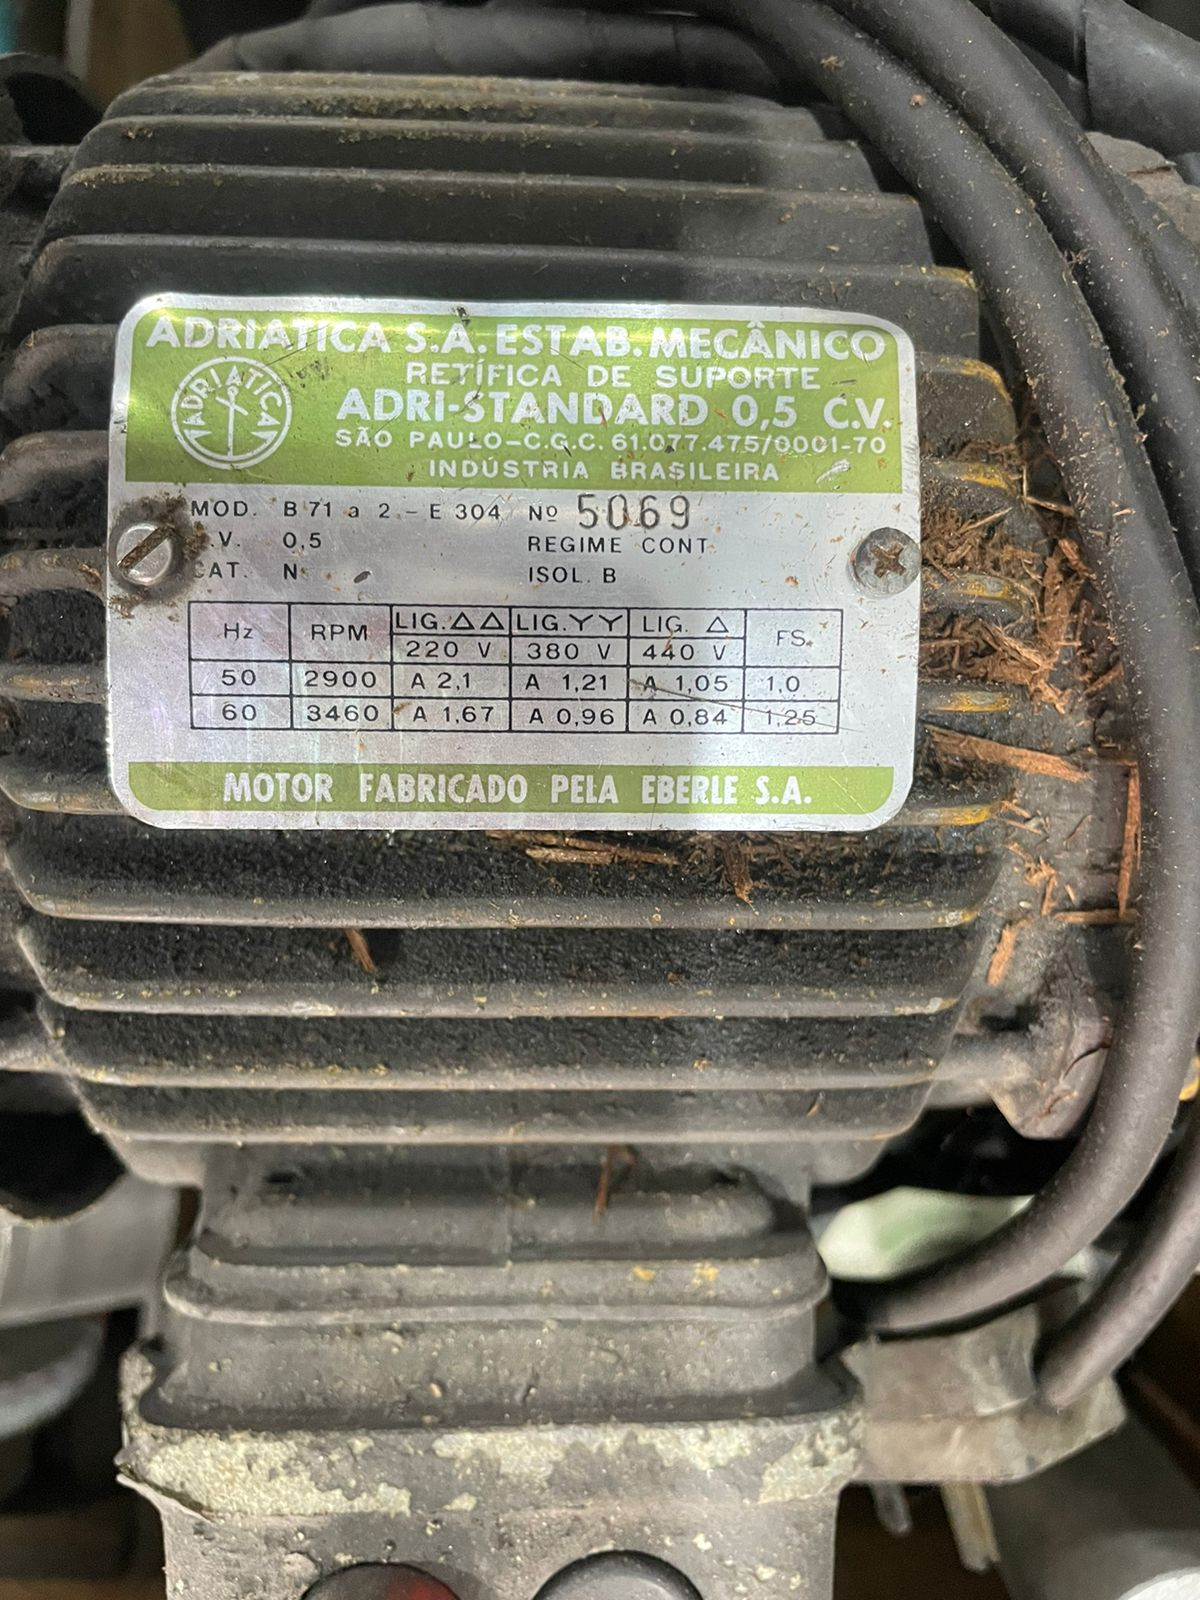 ADRIATICA S.A. ESTAB. MECÂNICO
RETÍFICA DE SUPORTE
ADRIATICA
ADRI-STANDARD 0,5 C.V.
SÃO PAULO-C.G.C. 61.077.475/0001-70
INDÚSTRIA BRASILEIRA
MOD. B 71 a 2 - E 304 Nº 5069
.V. 0,5 REGIME CONT.
CAT. N ISOL. B
Hz RPM LIG. △△ LIG. YY LIG. △ FS.
220 V 380 V 440 V
50 2900 A 2,1 A 1,21 A 1,05 1,0
60 3460 A 1,67 A 0,96 A 0,84 1,25
MOTOR FABRICADO PELA EBERLE S.A.